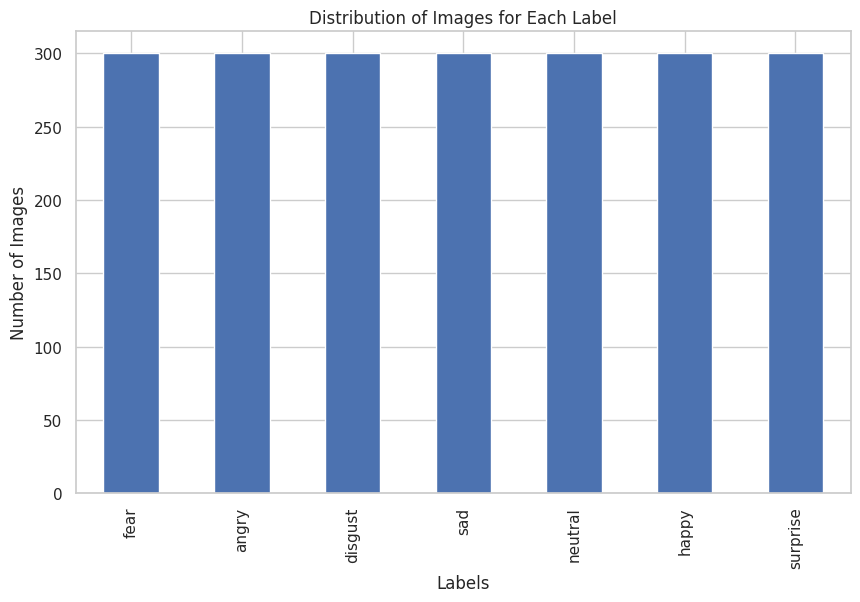 Distribution of Images for Each Label
Number of Images
300
250
200
150
100
50
0
fear
angry
disgust
sad
neutral
happy
surprise
Labels